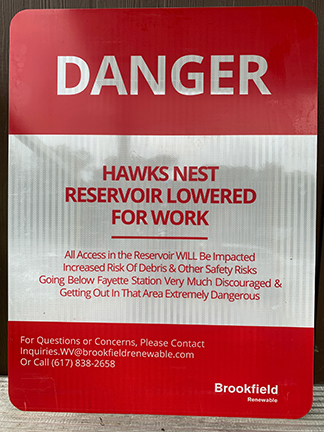 DANGER
HAWKS NEST
RESERVOIR LOWERED
FOR WORK
All Access in the Reservoir WILL Be Impacted
Increased Risk Of Debris & Other Safety Risks
Going Below Fayette Station Very Much Discouraged &
Getting Out In That Area Extremely Dangerous
For Questions or Concerns, Please Contact
Inquiries.WV@brookfieldrenewable.com
Or Call (617) 838-2658
Brookfield
Renewable